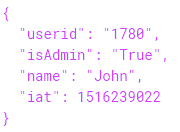 {
  "userid": "1780",
  "isAdmin": "True",
  "name": "John",
  "iat": 1516239022
}